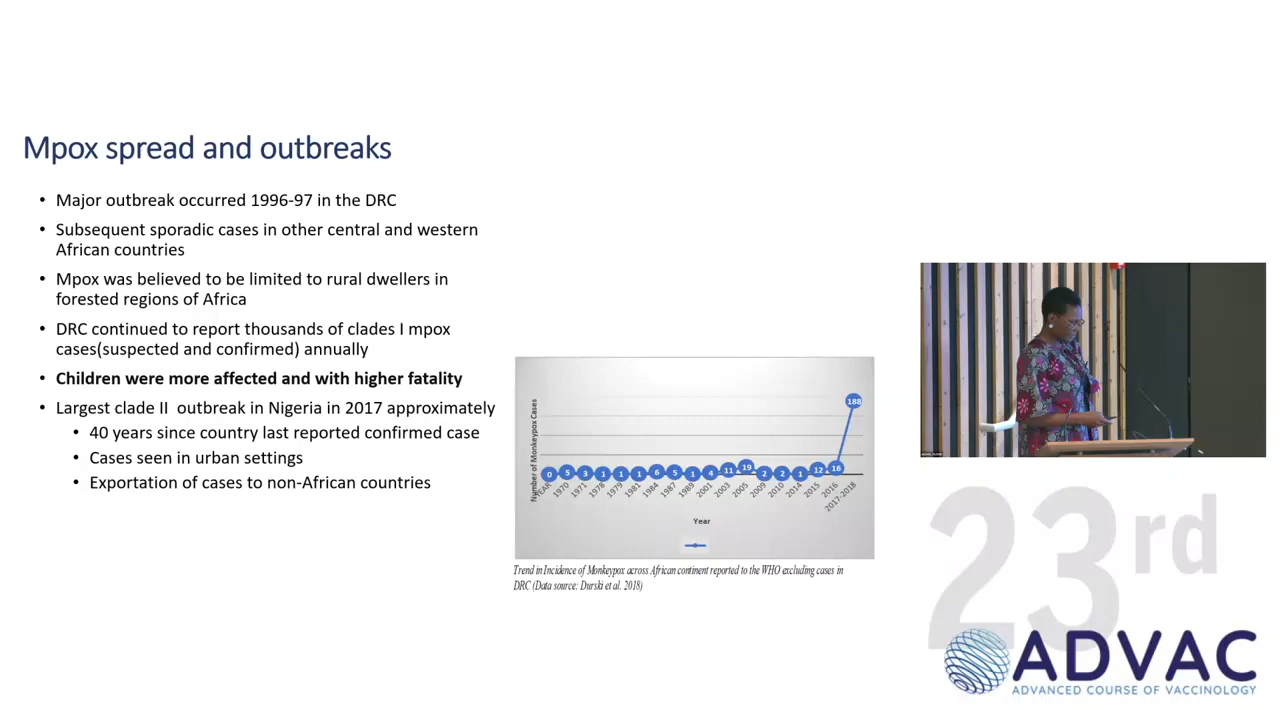 Mpox spread and outbreaks
• Major outbreak occurred 1996-97 in the DRC
• Subsequent sporadic cases in other central and western
African countries
• Mpox was believed to be limited to rural dwellers in
forested regions of Africa
• DRC continued to report thousands of clades I mpox
cases(suspected and confirmed) annually
• Children were more affected and with higher fatality
• Largest clade II outbreak in Nigeria in 2017 approximately
• 40 years since country last reported confirmed case
• Cases seen in urban settings
• Exportation of cases to non-African countries
Number of Monkeypox Cases
0 5 3 1 1 1 6 5 1 4 11 19 2 2 1 12 16 188
YEAR 1970 1971 1978 1979 1981 1984 1987 1989 2001 2003 2005 2009 2010 2014 2015 2016 2017-2018
Year
Trend in Incidence of Monkeypox across African continent reported to the WHO excluding cases in
DRC (Data source: Durski et al. 2018)
23rd
ADVAC
ADVANCED COURSE OF VACCINOLOGY